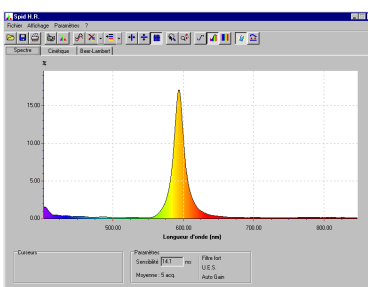 Spid H.R.
Fichier Affichage Paramètres ?
Spectre Cinétique Beer-Lambert
%
15.00
10.00
5.00
0.00
500.00 600.00 700.00 800.00
Longueur d'onde (nm)
Curseurs
Paramètres
Sensibilité 14.1 ms Filtre fort
U.E.S.
Moyenne : 5 acq. Auto Gain